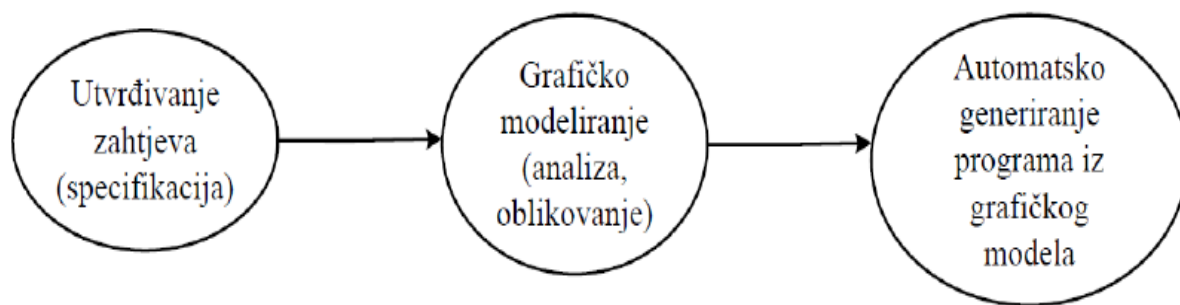 Utvrđivanje
zahtjeva
(specifikacija)
Grafičko
modeliranje
(analiza,
oblikovanje)
Automatsko
generiranje
programa iz
grafičkog
modela